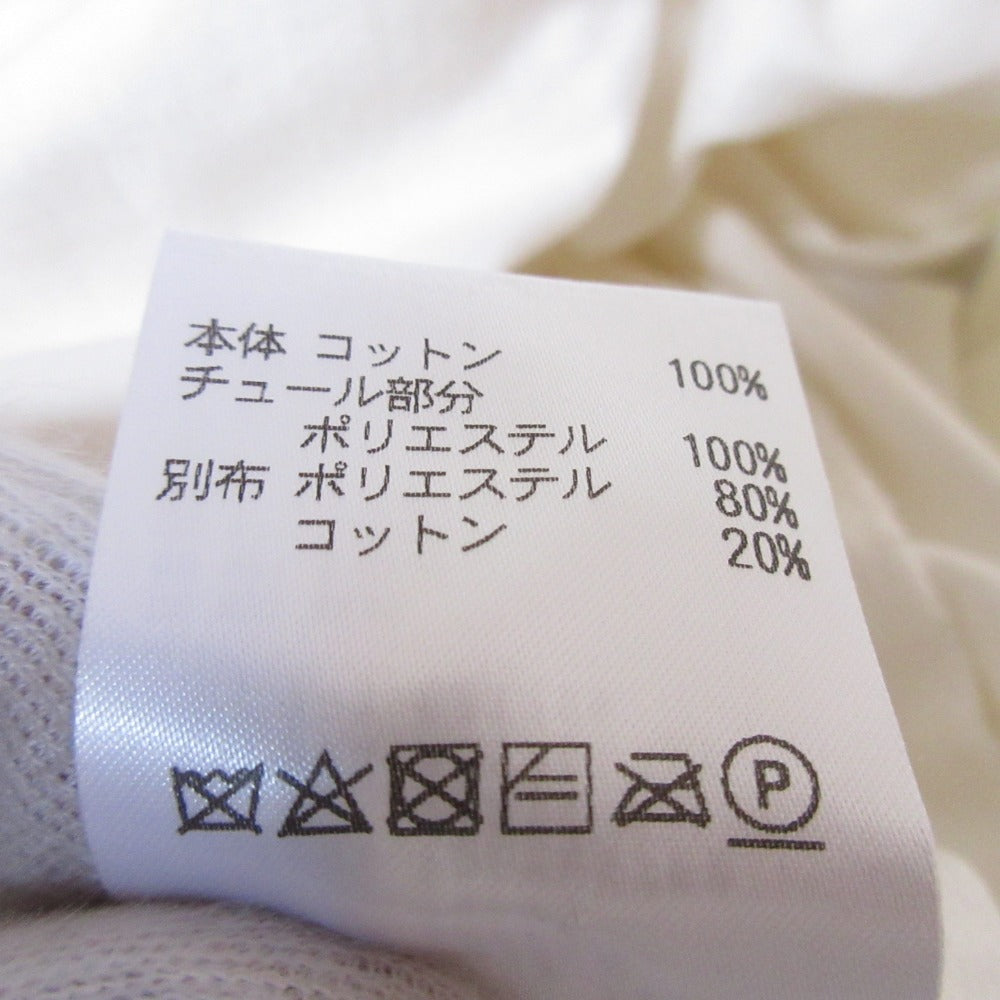 本体 コットン 100%
チュール部分
ポリエステル 100%
別布 ポリエステル 80%
コットン 20%
P